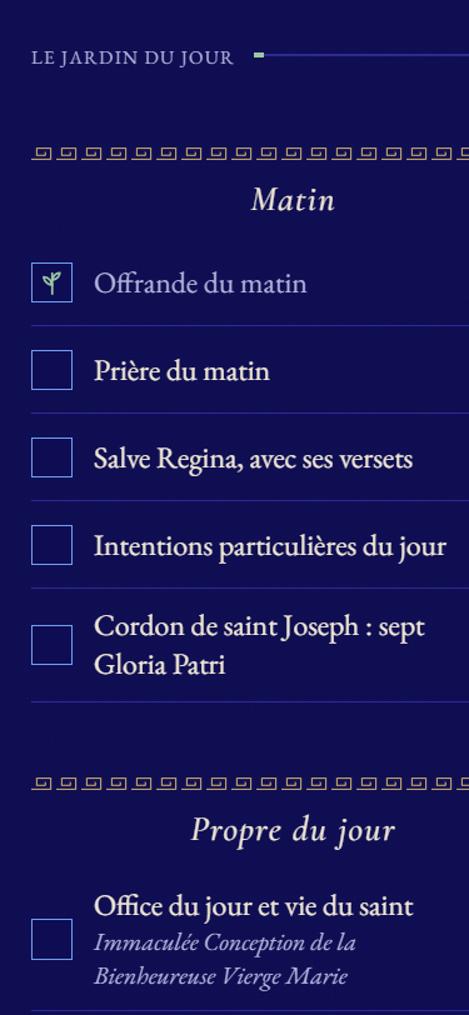 LE JARDIN DU JOUR
Matin
Offrande du matin
Prière du matin
Salve Regina, avec ses versets
Intentions particulières du jour
Cordon de saint Joseph : sept
Gloria Patri
Propre du jour
Office du jour et vie du saint
Immaculée Conception de la
Bienheureuse Vierge Marie